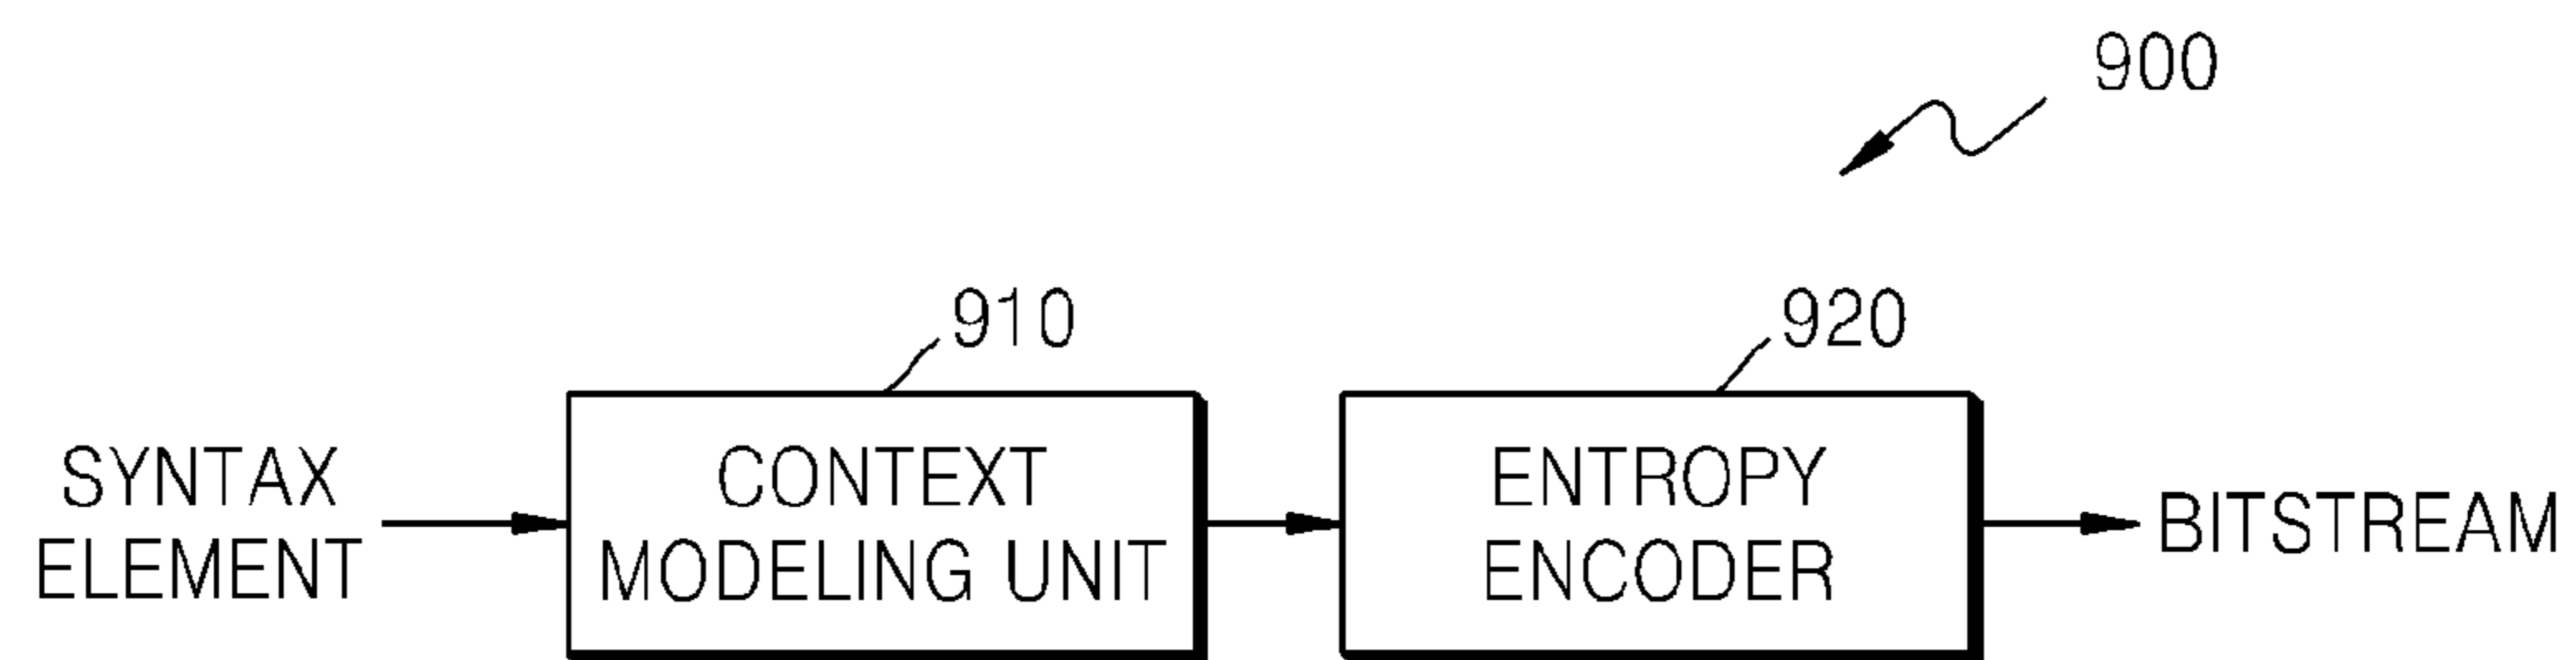 900
910
920
SYNTAX
ELEMENT
CONTEXT
MODELING UNIT
ENTROPY
ENCODER
BITSTREAM